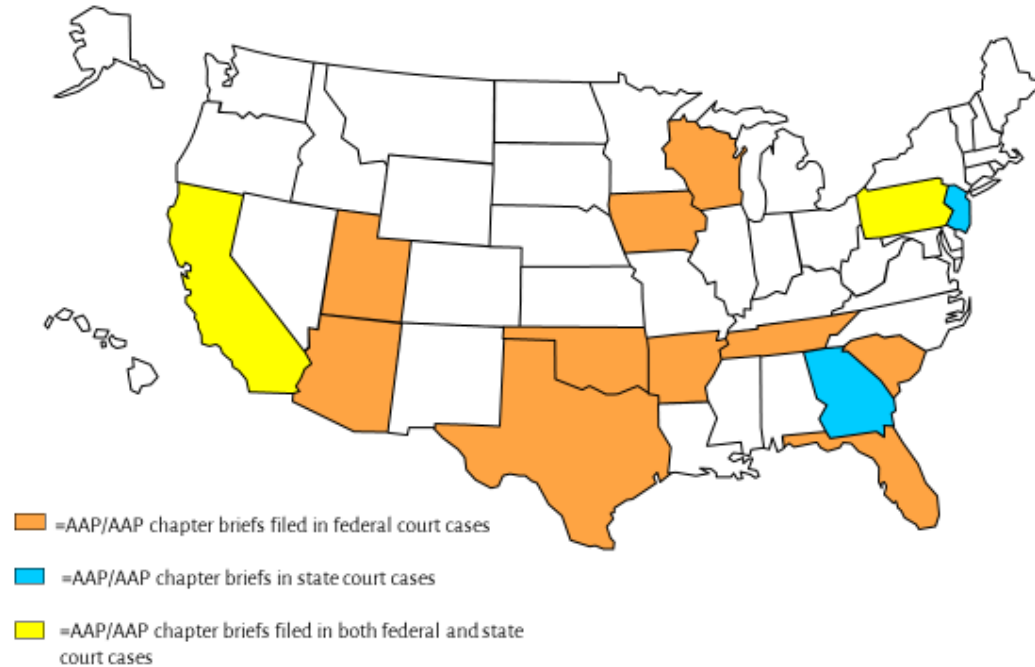 =AAP/AAP chapter briefs filed in federal court cases
=AAP/AAP chapter briefs in state court cases
=AAP/AAP chapter briefs filed in both federal and state
court cases